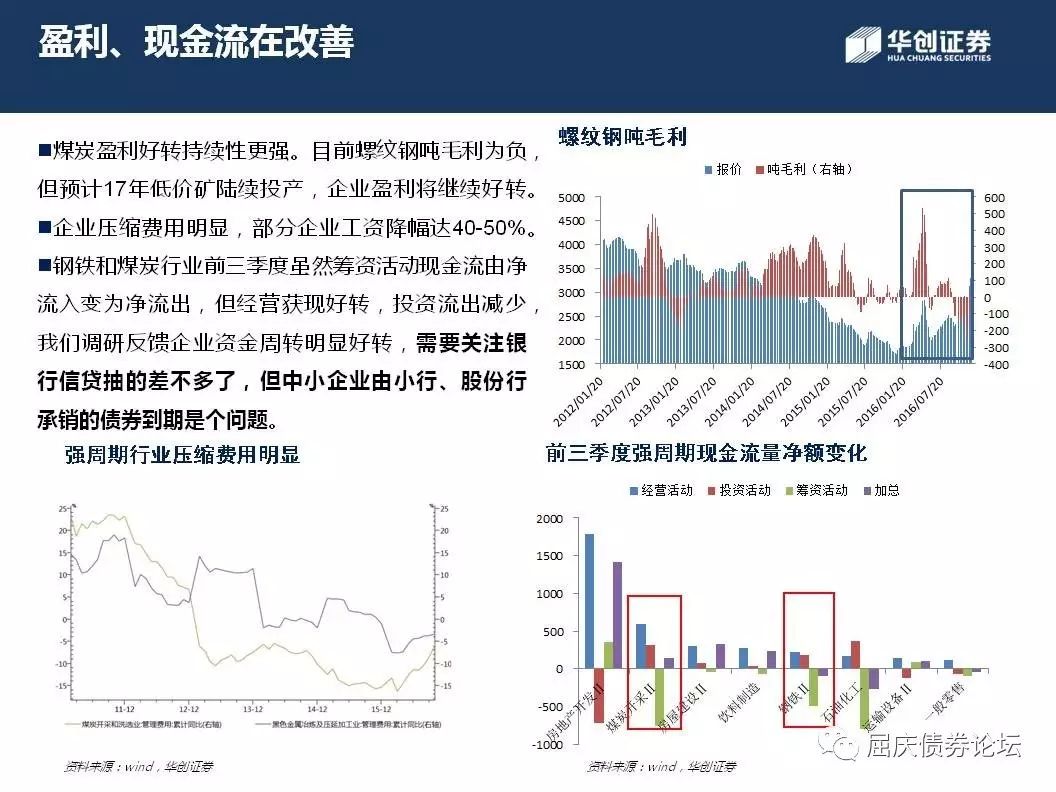 盈利、现金流在改善
华创证券
HUA CHUANG SECURITIES
■煤炭盈利好转持续性更强。目前螺纹钢吨毛利为负，
但预计17年低价矿陆续投产，企业盈利将继续好转。
■企业压缩费用明显，部分企业工资降幅达40-50%。
■钢铁和煤炭行业前三季度虽然筹资活动现金流由净
流入变为净流出，但经营获现好转，投资流出减少，
我们调研反馈企业资金周转明显好转，需要关注银
行信贷抽的差不多了，但中小企业由小行、股份行
承销的债券到期是个问题。
螺纹钢吨毛利
报价 吨毛利（右轴）
5000 600
4500 500
4000 400
3500 300
3000 200
2500 100
2000 0
1500 -100
-200
-300
-400
2012/01/20 2012/07/20 2013/01/20 2013/07/20 2014/01/20 2014/07/20 2015/01/20 2015/07/20 2016/01/20 2016/07/20
强周期行业压缩费用明显
25 25
20 20
15 15
10 10
5 5
0 0
-5 -5
-10 -10
-15 -15
11-12 12-12 13-12 14-12 15-12
煤炭开采和洗选业:管理费用:累计同比(右轴) 黑色金属冶炼及压延加工业:管理费用:累计同比(右轴)
资料来源：wind，华创证券
前三季度强周期现金流量净额变化
经营活动 投资活动 筹资活动 加总
2000
1500
1000
500
0
-500
-1000
房地产开发Ⅱ 煤炭开采Ⅱ 房屋建设Ⅱ 饮料制造 钢铁Ⅱ 石油化工 运输设备Ⅱ 一般零售
资料来源：wind，华创证券
屈庆债券论坛